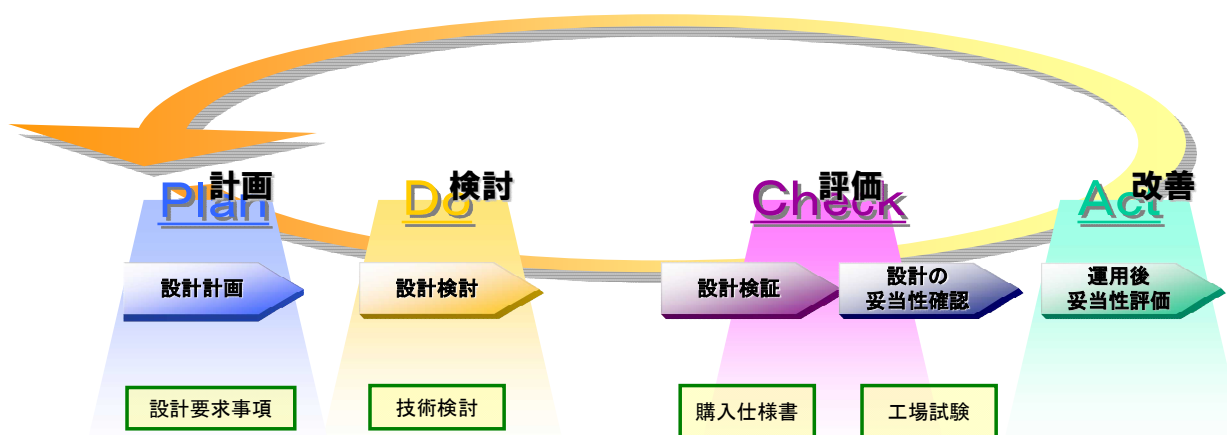 Plan 計画
Do 検討
Check 評価
Act 改善
設計計画
設計検討
設計検証
設計の
妥当性確認
運用後
妥当性評価
設計要求事項
技術検討
購入仕様書
工場試験